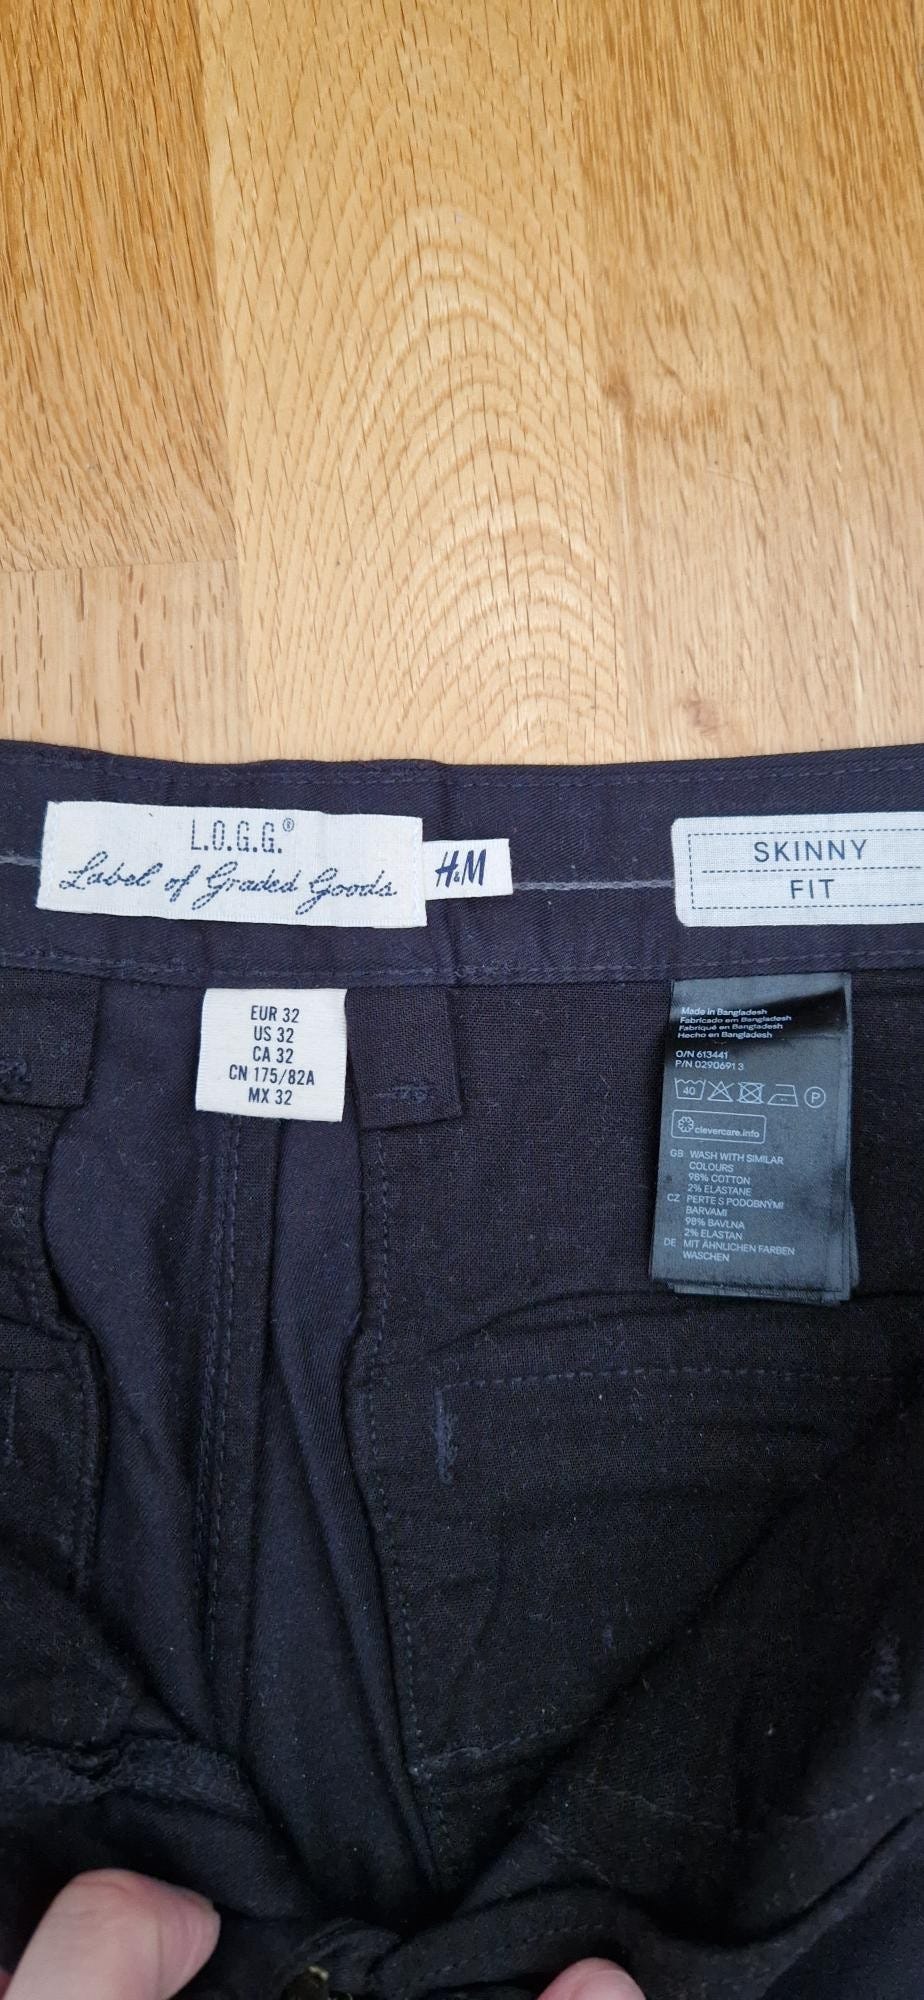 L.O.G.G.®
Label of Graded Goods
H&M
SKINNY
FIT
EUR 32
US 32
CA 32
CN 175/82A
MX 32
Made in Bangladesh
Fabricado em Bangladesh
Fabriqué en Bangladesh
Hecho en Bangladesh
O/N 613441
P/N 0290691 3
40
P
clevercare.info
GB WASH WITH SIMILAR
COLOURS
98% COTTON
2% ELASTANE
CZ PERTE S PODOBNÝMI
BARVAMI
98% BAVLNA
2% ELASTAN
DE MIT ÄHNLICHEN FARBEN
WASCHEN